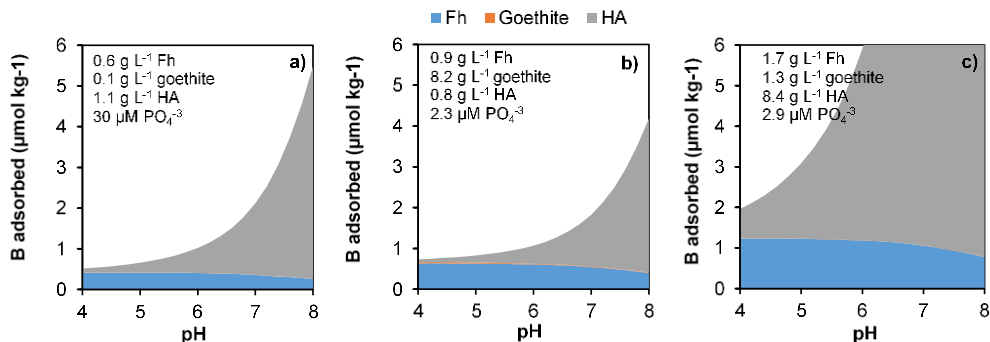 Fh Goethite HA
B adsorbed (µmol kg-1)
6
5
4
3
2
1
0
0.6 g L⁻¹ Fh
0.1 g L⁻¹ goethite
1.1 g L⁻¹ HA
30 µM PO₄⁻³
a)
4 5 6 7 8
pH
B adsorbed (µmol kg-1)
6
5
4
3
2
1
0
0.9 g L⁻¹ Fh
8.2 g L⁻¹ goethite
0.8 g L⁻¹ HA
2.3 µM PO₄⁻³
b)
4 5 6 7 8
pH
B adsorbed (µmol kg-1)
6
5
4
3
2
1
0
1.7 g L⁻¹ Fh
1.3 g L⁻¹ goethite
8.4 g L⁻¹ HA
2.9 µM PO₄⁻³
c)
4 5 6 7 8
pH